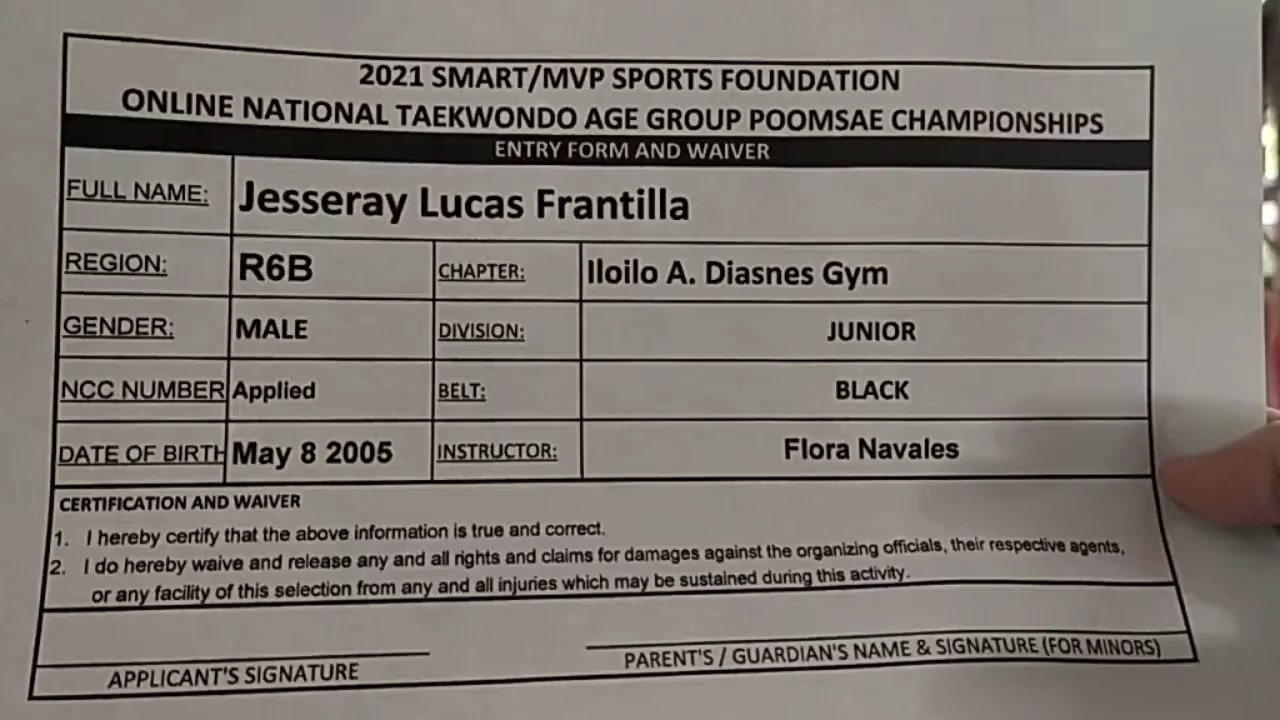 2021 SMART/MVP SPORTS FOUNDATION
ONLINE NATIONAL TAEKWONDO AGE GROUP POOMSAE CHAMPIONSHIPS
ENTRY FORM AND WAIVER
FULL NAME: Jesseray Lucas Frantilla
REGION: R6B CHAPTER: Iloilo A. Diasnes Gym
GENDER: MALE DIVISION: JUNIOR
NCC NUMBER Applied BELT: BLACK
DATE OF BIRTH May 8 2005 INSTRUCTOR: Flora Navales
CERTIFICATION AND WAIVER
1. I hereby certify that the above information is true and correct.
2. I do hereby waive and release any and all rights and claims for damages against the organizing officials, their respective agents,
or any facility of this selection from any and all injuries which may be sustained during this activity.
APPLICANT'S SIGNATURE PARENT'S / GUARDIAN'S NAME & SIGNATURE (FOR MINORS)